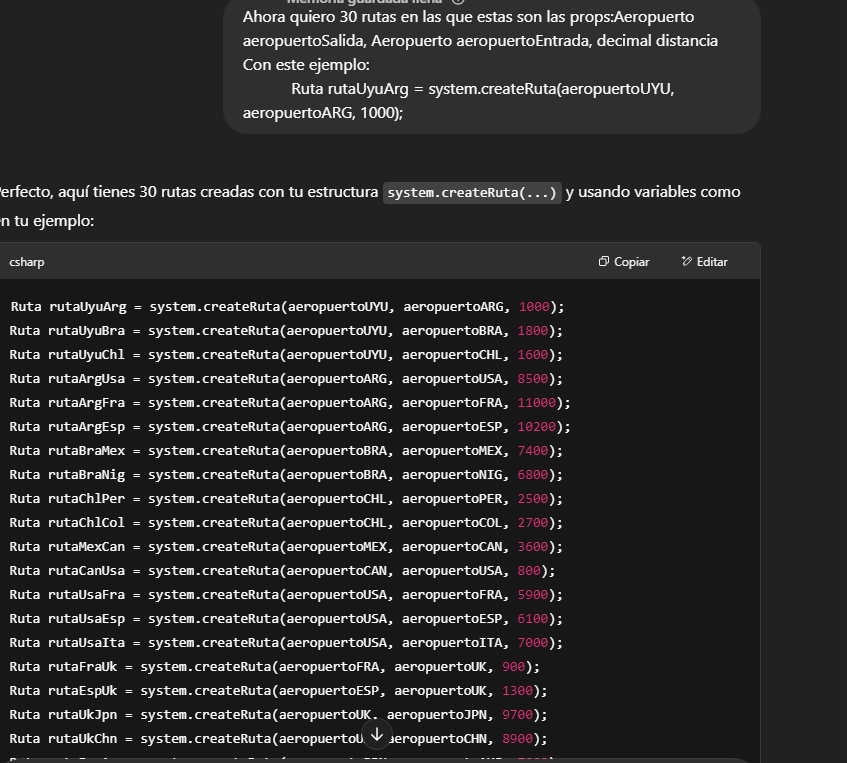 Memoria guardada llena
Ahora quiero 30 rutas en las que estas son las props:Aeropuerto
aeropuertoSalida, Aeropuerto aeropuertoEntrada, decimal distancia
Con este ejemplo:
Ruta rutaUyuArg = system.createRuta(aeropuertoUYU,
aeropuertoARG, 1000);
erfecto, aquí tienes 30 rutas creadas con tu estructura system.createRuta(...) y usando variables como
n tu ejemplo:
csharp Copiar Editar
Ruta rutaUyuArg = system.createRuta(aeropuertoUYU, aeropuertoARG, 1000);
Ruta rutaUyuBra = system.createRuta(aeropuertoUYU, aeropuertoBRA, 1800);
Ruta rutaUyuChl = system.createRuta(aeropuertoUYU, aeropuertoCHL, 1600);
Ruta rutaArgUsa = system.createRuta(aeropuertoARG, aeropuertoUSA, 8500);
Ruta rutaArgFra = system.createRuta(aeropuertoARG, aeropuertoFRA, 11000);
Ruta rutaArgEsp = system.createRuta(aeropuertoARG, aeropuertoESP, 10200);
Ruta rutaBraMex = system.createRuta(aeropuertoBRA, aeropuertoMEX, 7400);
Ruta rutaBraNig = system.createRuta(aeropuertoBRA, aeropuertoNIG, 6800);
Ruta rutaChlPer = system.createRuta(aeropuertoCHL, aeropuertoPER, 2500);
Ruta rutaChlCol = system.createRuta(aeropuertoCHL, aeropuertoCOL, 2700);
Ruta rutaMexCan = system.createRuta(aeropuertoMEX, aeropuertoCAN, 3600);
Ruta rutaCanUsa = system.createRuta(aeropuertoCAN, aeropuertoUSA, 800);
Ruta rutaUsaFra = system.createRuta(aeropuertoUSA, aeropuertoFRA, 5900);
Ruta rutaUsaEsp = system.createRuta(aeropuertoUSA, aeropuertoESP, 6100);
Ruta rutaUsaIta = system.createRuta(aeropuertoUSA, aeropuertoITA, 7000);
Ruta rutaFraUk = system.createRuta(aeropuertoFRA, aeropuertoUK, 900);
Ruta rutaEspUk = system.createRuta(aeropuertoESP, aeropuertoUK, 1300);
Ruta rutaUkJpn = system.createRuta(aeropuertoUK, aeropuertoJPN, 9700);
Ruta rutaUkChn = system.createRuta(aeropuertoU eropuertoCHN, 8900);